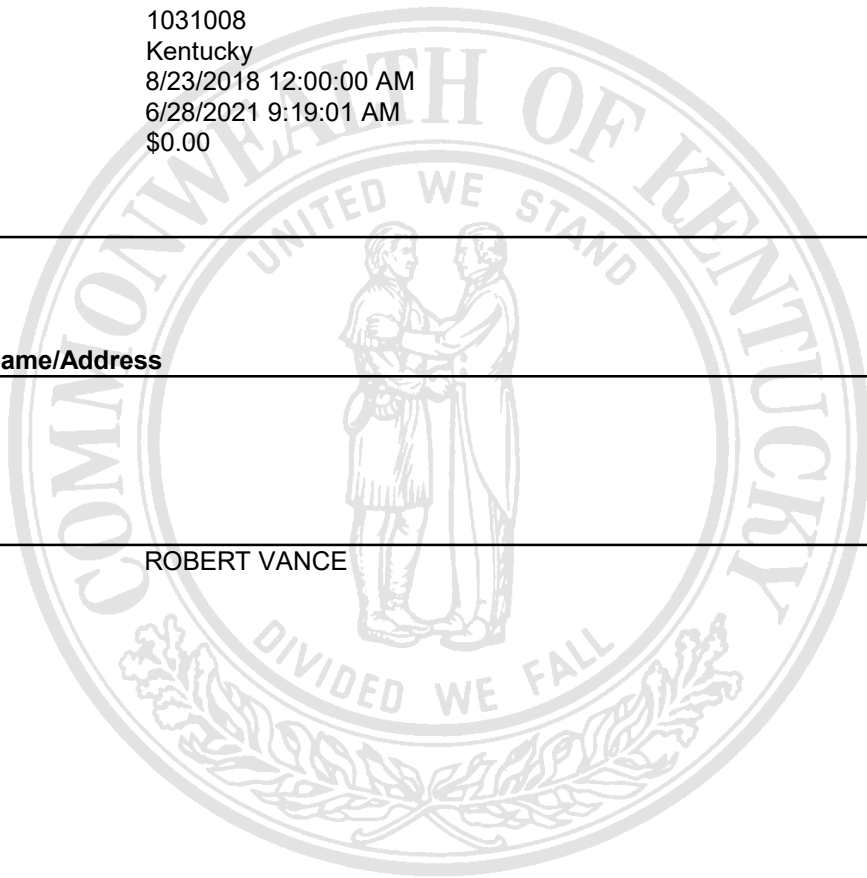 1031008
Kentucky
8/23/2018 12:00:00 AM
6/28/2021 9:19:01 AM
$0.00
COMMONWEALTH OF KENTUCKY
UNITED WE STAND
ame/Address
ROBERT VANCE
DIVIDED WE FALL